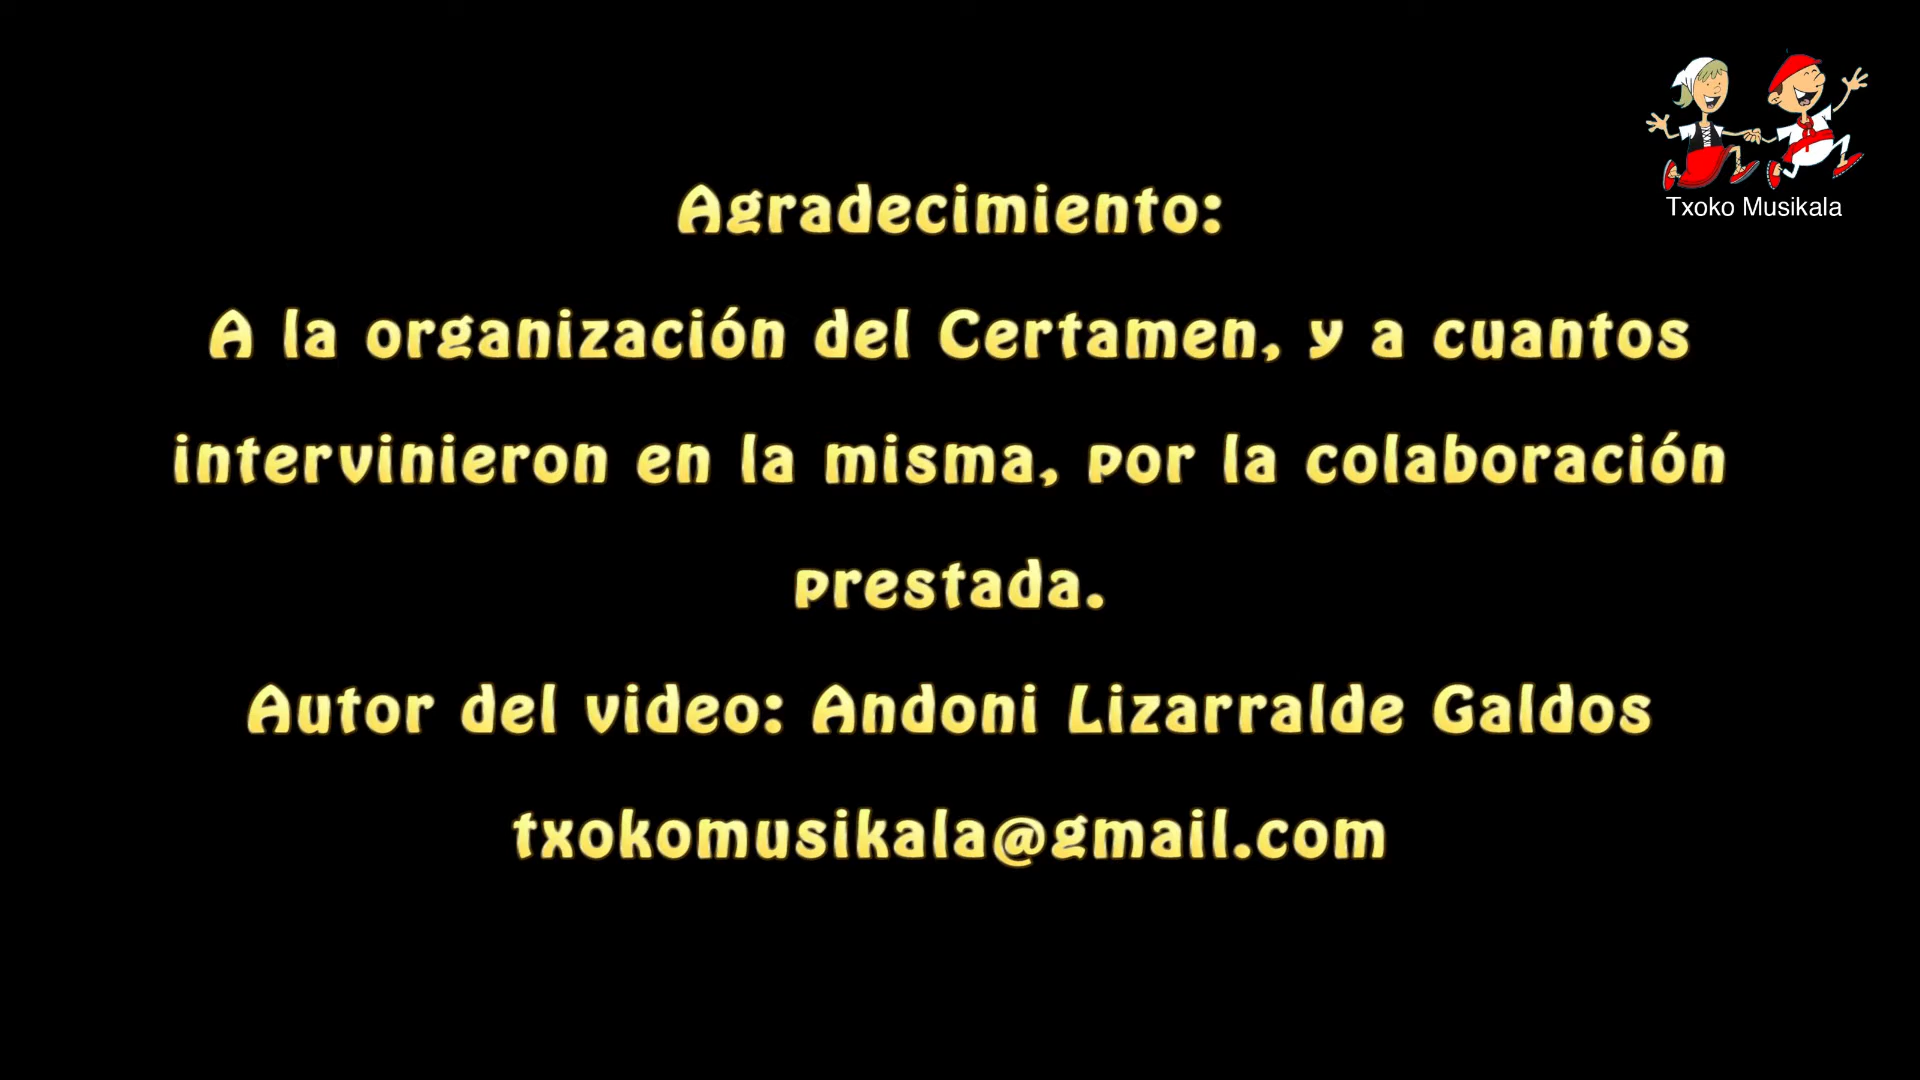 Txoko Musikala
Agradecimiento:
A la organización del Certamen, y a cuantos
intervinieron en la misma, por la colaboración
prestada.
Autor del video: Andoni Lizarralde Galdos
txokomusikala@gmail.com